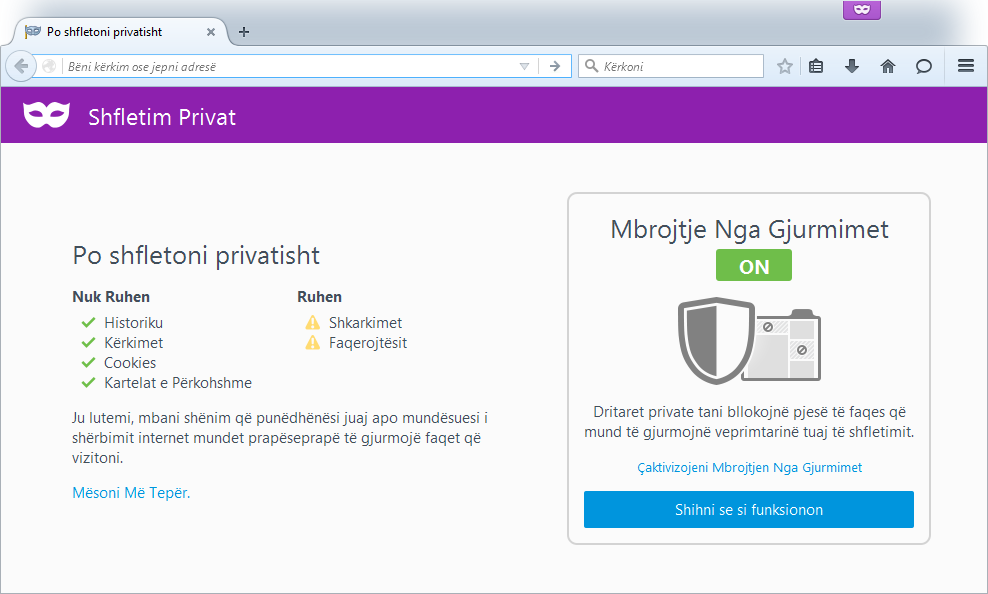 Po shfletoni privatisht
Bëni kërkim ose jepni adresë
Kërkoni
Shfletim Privat
Po shfletoni privatisht
Nuk Ruhen
Historiku
Kërkimet
Cookies
Kartelat e Përkohshme
Ruhen
Shkarkimet
Faqerojtësit
Ju lutemi, mbani shënim që punëdhënësi juaj apo mundësuesi i
shërbimit internet mundet prapëseprapë të gjurmojë faqet që
vizitoni.
Mësoni Më Tepër.
Mbrojtje Nga Gjurmimet
ON
Dritaret private tani bllokojnë pjesë të faqes që
mund të gjurmojnë veprimtarinë tuaj të shfletimit.
Çaktivizojeni Mbrojtjen Nga Gjurmimet
Shihni se si funksionon